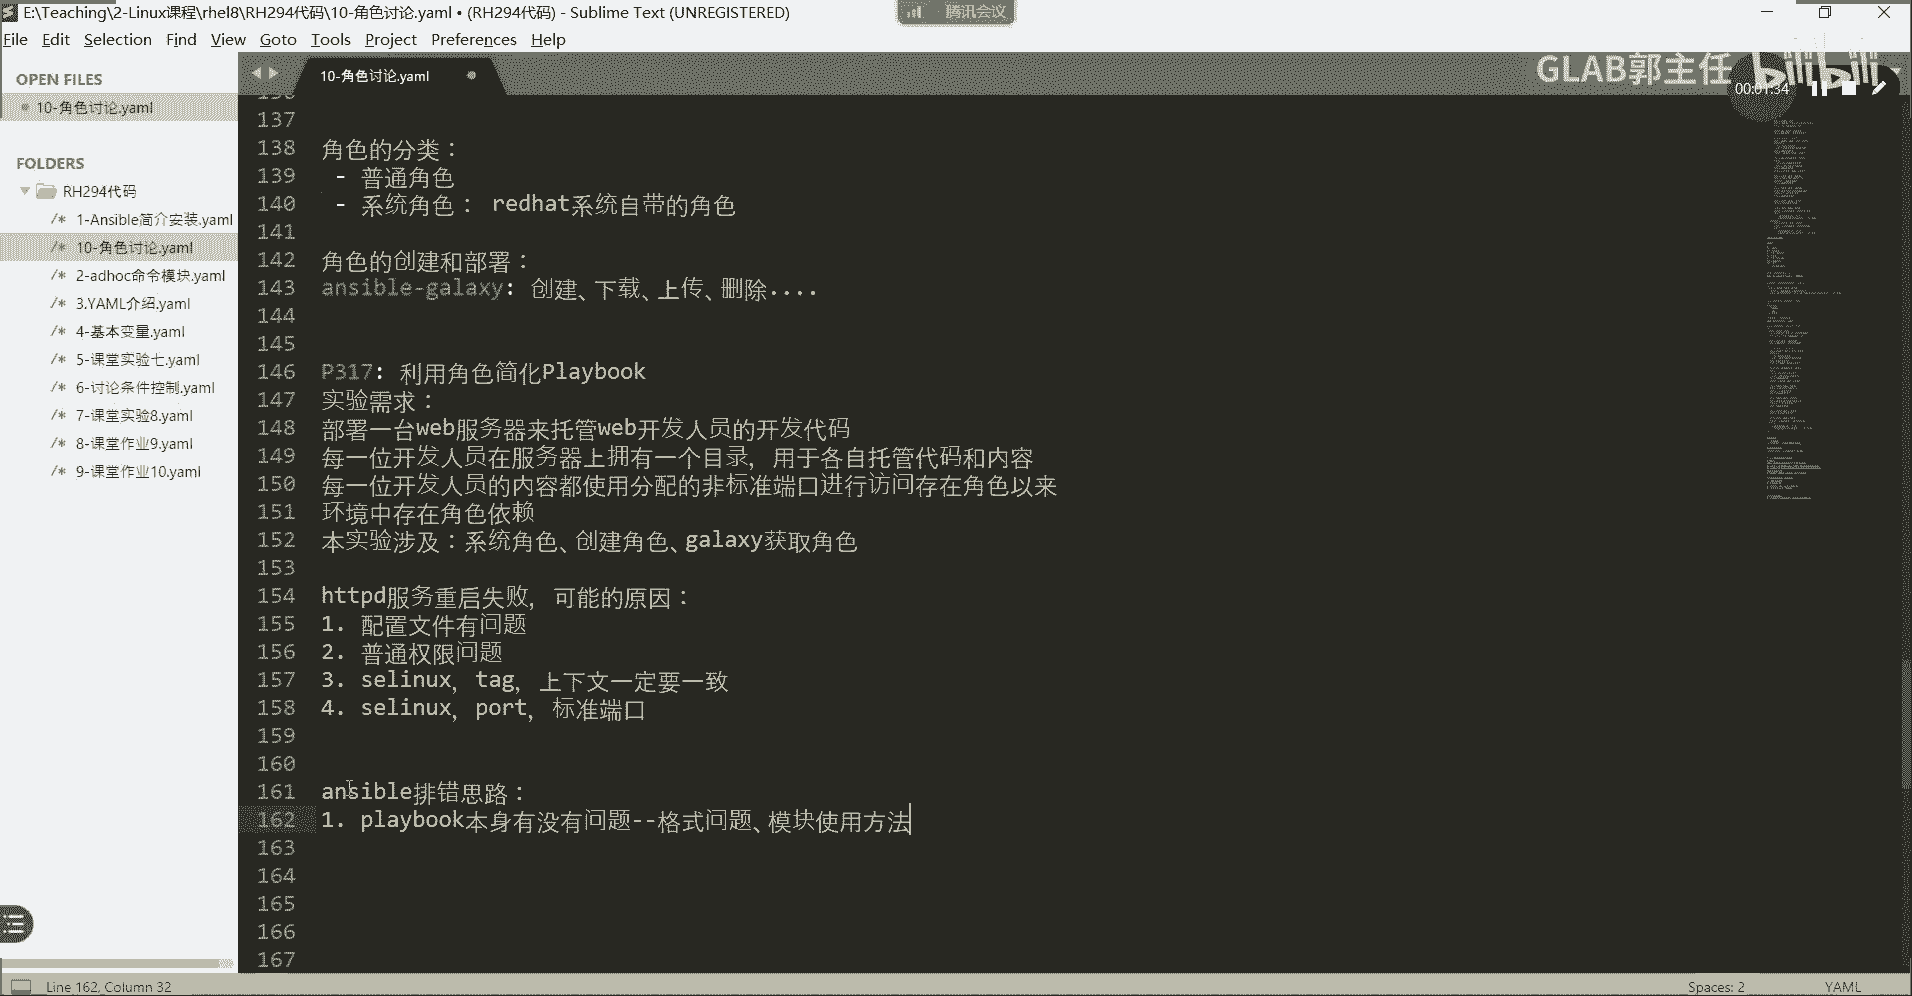 E:\Teaching\2-Linux课程\rhel8\RH294代码\10-角色讨论.yaml • (RH294代码) - Sublime Text (UNREGISTERED)
腾讯会议
File Edit Selection Find View Goto Tools Project Preferences Help
GLAB郭主任 bilibili
00:01:34
OPEN FILES
10-角色讨论.yaml
FOLDERS
RH294代码
/* 1-Ansible简介安装.yaml
/* 10-角色讨论.yaml
/* 2-adhoc命令模块.yaml
/* 3.YAML介绍.yaml
/* 4-基本变量.yaml
/* 5-课堂实验七.yaml
/* 6-讨论条件控制.yaml
/* 7-课堂实验8.yaml
/* 8-课堂作业9.yaml
/* 9-课堂作业10.yaml
10-角色讨论.yaml
137
138 角色的分类：
139 - 普通角色
140 - 系统角色： redhat系统自带的角色
141
142 角色的创建和部署：
143 ansible-galaxy: 创建、下载、上传、删除....
144
145
146 P317: 利用角色简化Playbook
147 实验需求：
148 部署一台web服务器来托管web开发人员的开发代码
149 每一位开发人员在服务器上拥有一个目录，用于各自托管代码和内容
150 每一位开发人员的内容都使用分配的非标准端口进行访问存在角色以来
151 环境中存在角色依赖
152 本实验涉及：系统角色、创建角色、galaxy获取角色
153
154 httpd服务重启失败，可能的原因：
155 1. 配置文件有问题
156 2. 普通权限问题
157 3. selinux，tag，上下文一定要一致
158 4. selinux，port，标准端口
159
160
161 ansible排错思路：
162 1. playbook本身有没有问题--格式问题、模块使用方法
163
164
165
166
167
Line 162, Column 32
Spaces: 2
YAML